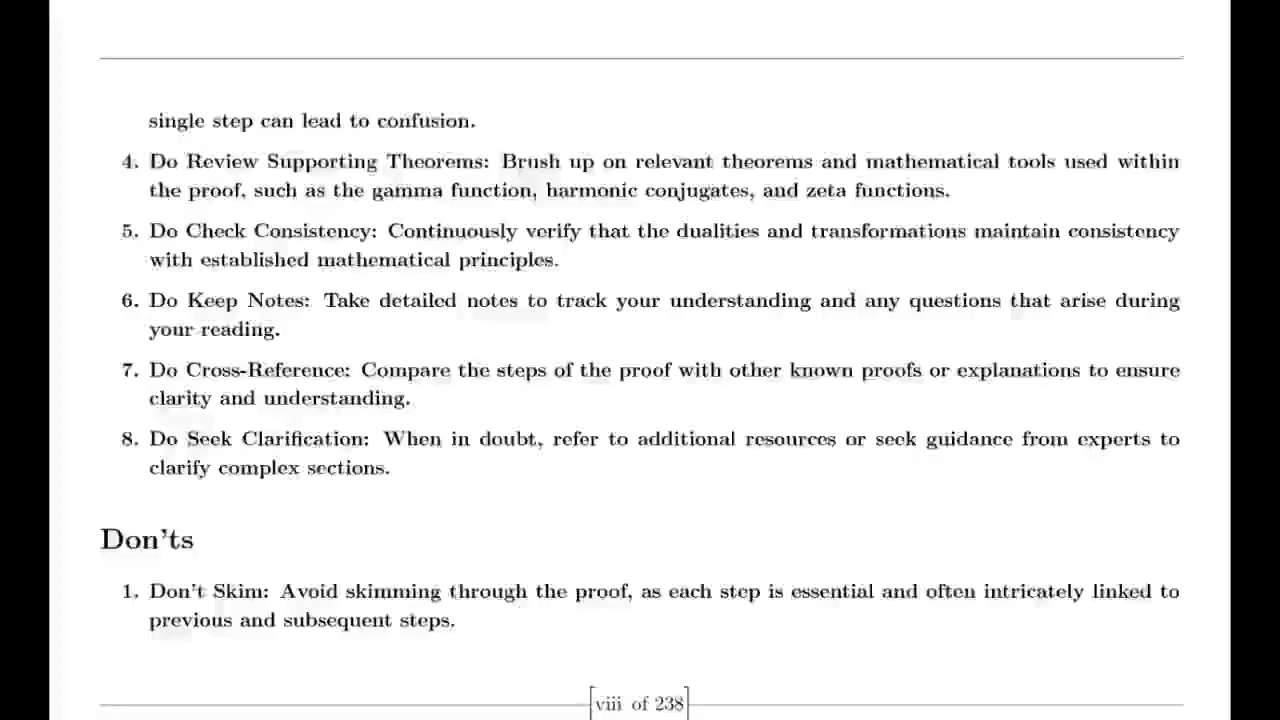 single step can lead to confusion.
4. Do Review Supporting Theorems: Brush up on relevant theorems and mathematical tools used within
the proof, such as the gamma function, harmonic conjugates, and zeta functions.
5. Do Check Consistency: Continuously verify that the dualities and transformations maintain consistency
with established mathematical principles.
6. Do Keep Notes: Take detailed notes to track your understanding and any questions that arise during
your reading.
7. Do Cross-Reference: Compare the steps of the proof with other known proofs or explanations to ensure
clarity and understanding.
8. Do Seek Clarification: When in doubt, refer to additional resources or seek guidance from experts to
clarify complex sections.
Don'ts
1. Don't Skim: Avoid skimming through the proof, as each step is essential and often intricately linked to
previous and subsequent steps.
viii of 238